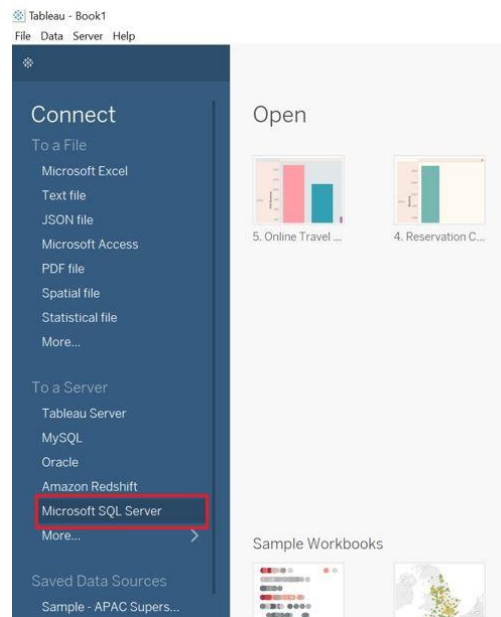 Tableau - Book1
File Data Server Help
Connect
To a File
Microsoft Excel
Text file
JSON file
Microsoft Access
PDF file
Spatial file
Statistical file
More...
To a Server
Tableau Server
MySQL
Oracle
Amazon Redshift
Microsoft SQL Server
More...
Saved Data Sources
Sample - APAC Supers...
Open
5. Online Travel ...
4. Reservation C...
Sample Workbooks